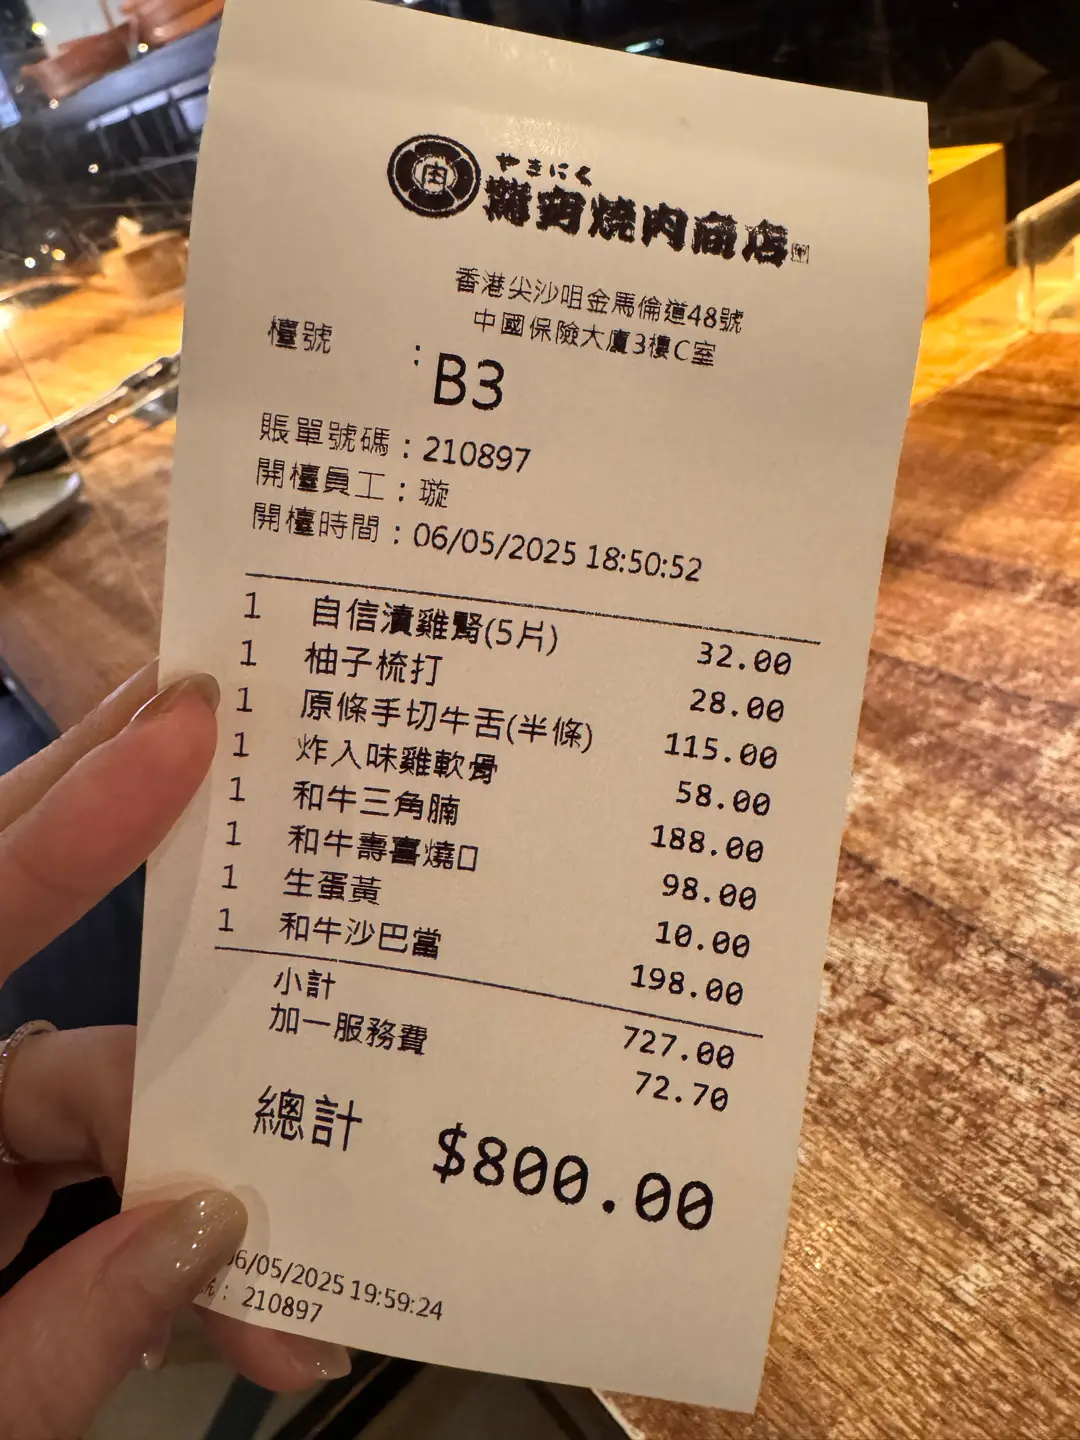 肉
やきにく
燒肉商店
香港尖沙咀金馬倫道48號
中國保險大廈3樓C室
檯號 : B3
賬單號碼 : 210897
開檯員工 : 璇
開檯時間 : 06/05/2025 18:50:52
1 自信漬雞腎(5片) 32.00
1 柚子梳打 28.00
1 原條手切牛舌(半條) 115.00
1 炸入味雞軟骨 58.00
1 和牛三角腩 188.00
1 和牛壽喜燒口 98.00
1 生蛋黃 10.00
1 和牛沙巴當 198.00
小計 727.00
加一服務費 72.70
總計 $800.00
06/05/2025 19:59:24
: 210897